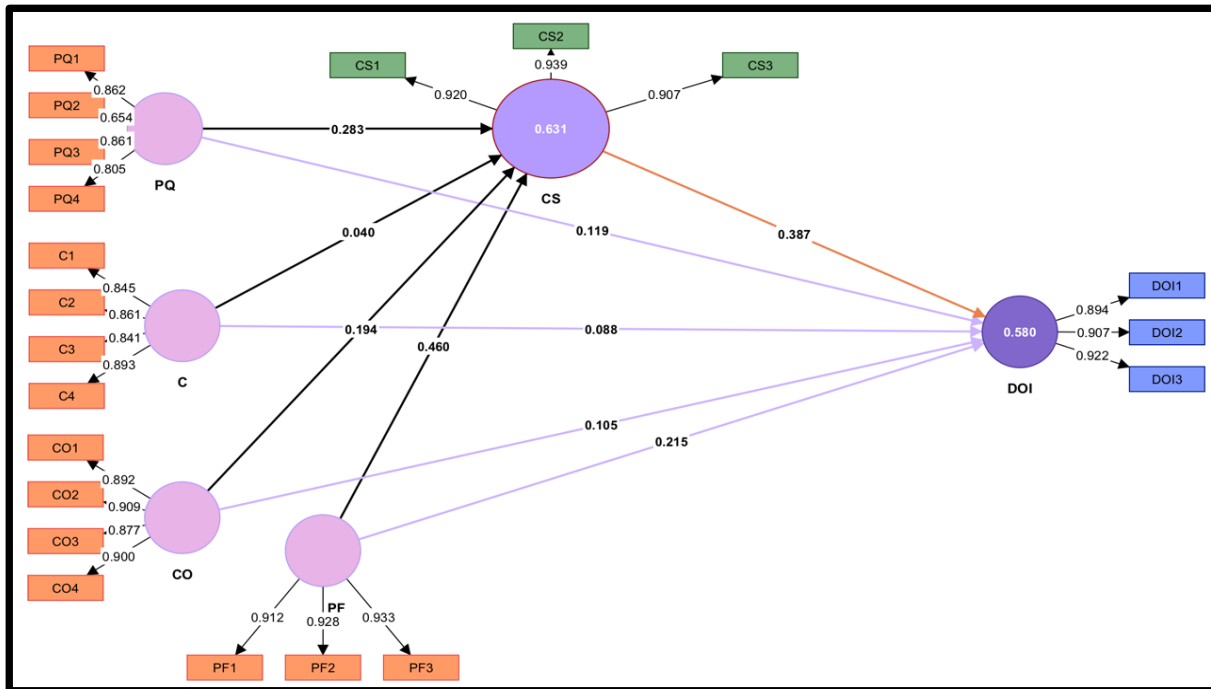 CS2
PQ1
CS1
0.939
CS3
0.862
0.920
0.907
PQ2
0.654
0.631
0.283
PQ3
0.861
0.805
PQ4
PQ
CS
0.119
0.387
0.040
C1
0.845
DOI1
C2
0.861
0.894
0.194
0.088
0.580
0.907
DOI2
C3
0.841
0.460
0.922
0.893
C
DOI
DOI3
C4
0.105
CO1
0.215
0.892
CO2
0.909
CO3
0.877
0.900
CO
CO4
PF
0.912
0.928
0.933
PF1
PF2
PF3